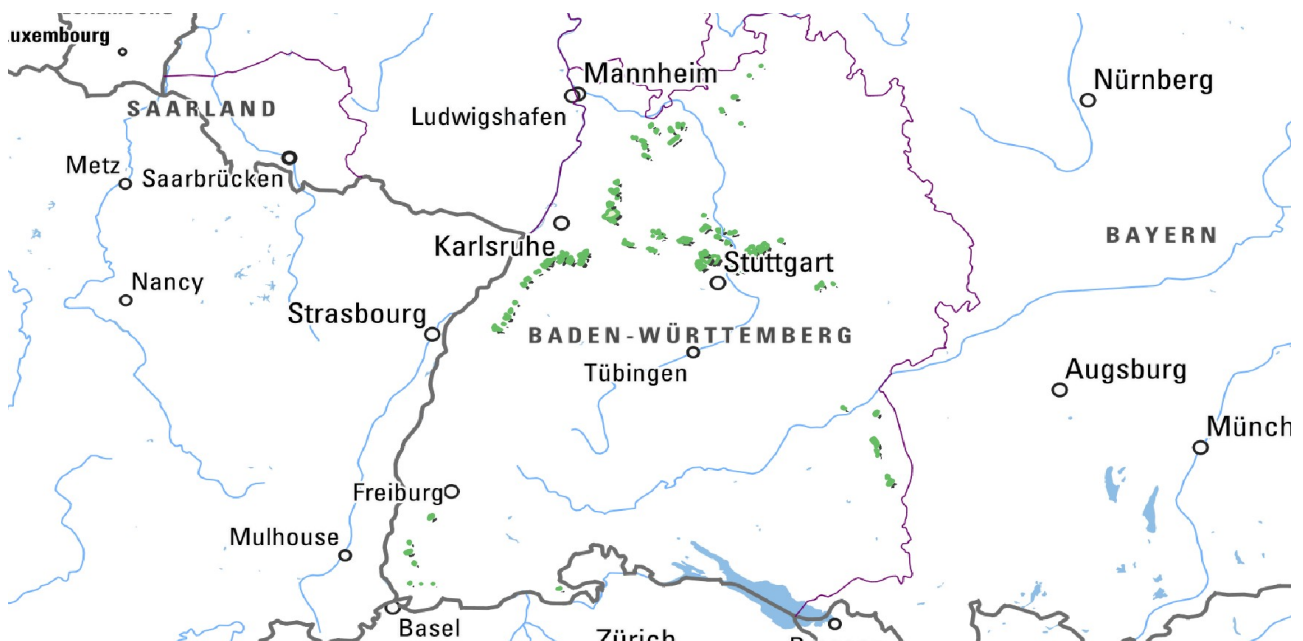 uxembourg
Mannheim
Nürnberg
SAARLAND
Ludwigshafen
Metz
Saarbrücken
Karlsruhe
BAYERN
Stuttgart
Nancy
Strasbourg
BADEN-WÜRTTEMBERG
Tübingen
Augsburg
Münch
Freiburg
Mulhouse
Basel
Zürich